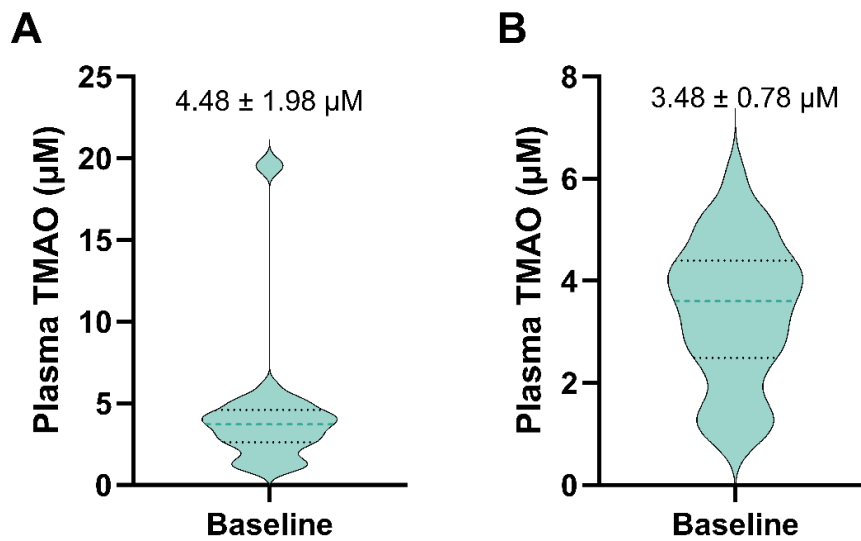 A
4.48 ± 1.98 µM
Plasma TMAO (µM)
25
20
15
10
5
0
Baseline
B
3.48 ± 0.78 µM
Plasma TMAO (µM)
8
6
4
2
0
Baseline